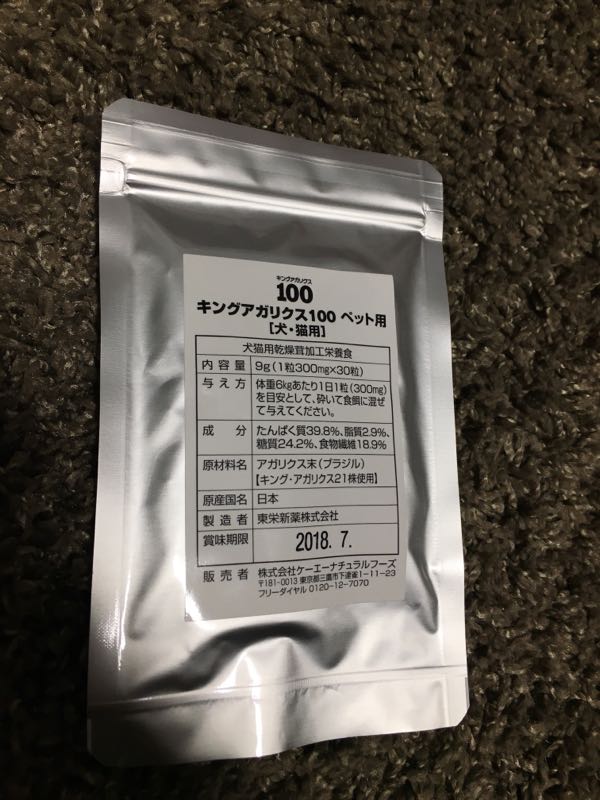 キングアガリクス
100
キングアガリクス100 ペット用
【犬・猫用】
犬猫用乾燥茸加工栄養食
内容量 9g(1粒300mg×30粒)
与え方 体重6kgあたり1日1粒(300mg)
を目安として、砕いて食餌に混ぜ
て与えてください。
成分 たんぱく質39.8%、脂質2.9%、
糖質24.2%、食物繊維18.9%
原材料名 アガリクス末(ブラジル)
【キング・アガリクス21株使用】
原産国名 日本
製造者 東栄新薬株式会社
賞味期限 2018. 7.
販売者 株式会社ケーエーナチュラルフーズ
〒181-0013 東京都三鷹市下連雀1-11-23
フリーダイヤル 0120-12-7070